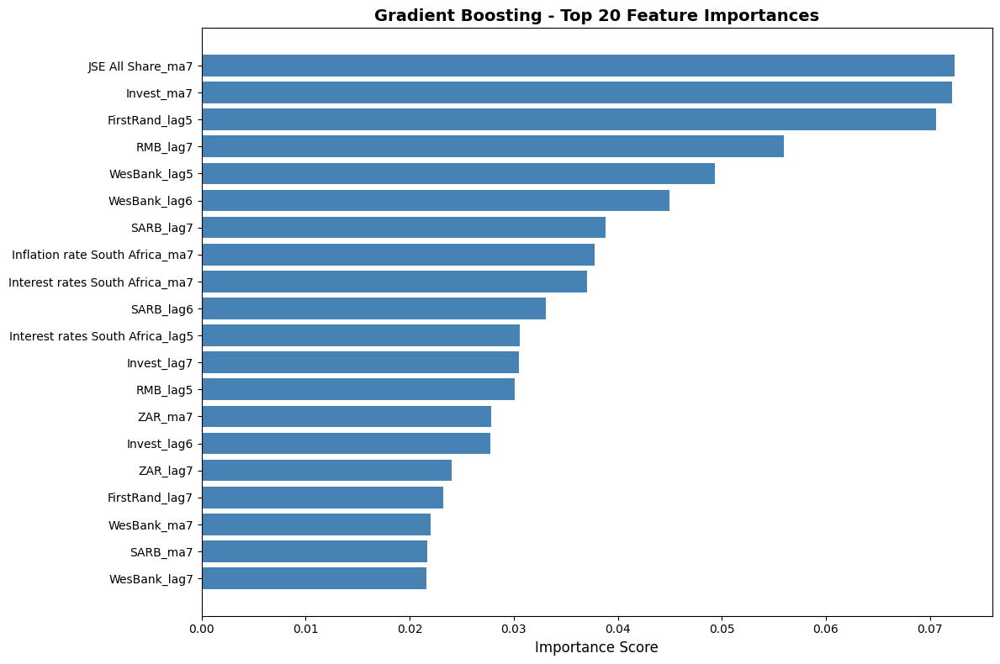 Gradient Boosting - Top 20 Feature Importances
JSE All Share_ma7
Invest_ma7
FirstRand_lag5
RMB_lag7
WesBank_lag5
WesBank_lag6
SARB_lag7
Inflation rate South Africa_ma7
Interest rates South Africa_ma7
SARB_lag6
Interest rates South Africa_lag5
Invest_lag7
RMB_lag5
ZAR_ma7
Invest_lag6
ZAR_lag7
FirstRand_lag7
WesBank_ma7
SARB_ma7
WesBank_lag7
0.00 0.01 0.02 0.03 0.04 0.05 0.06 0.07
Importance Score